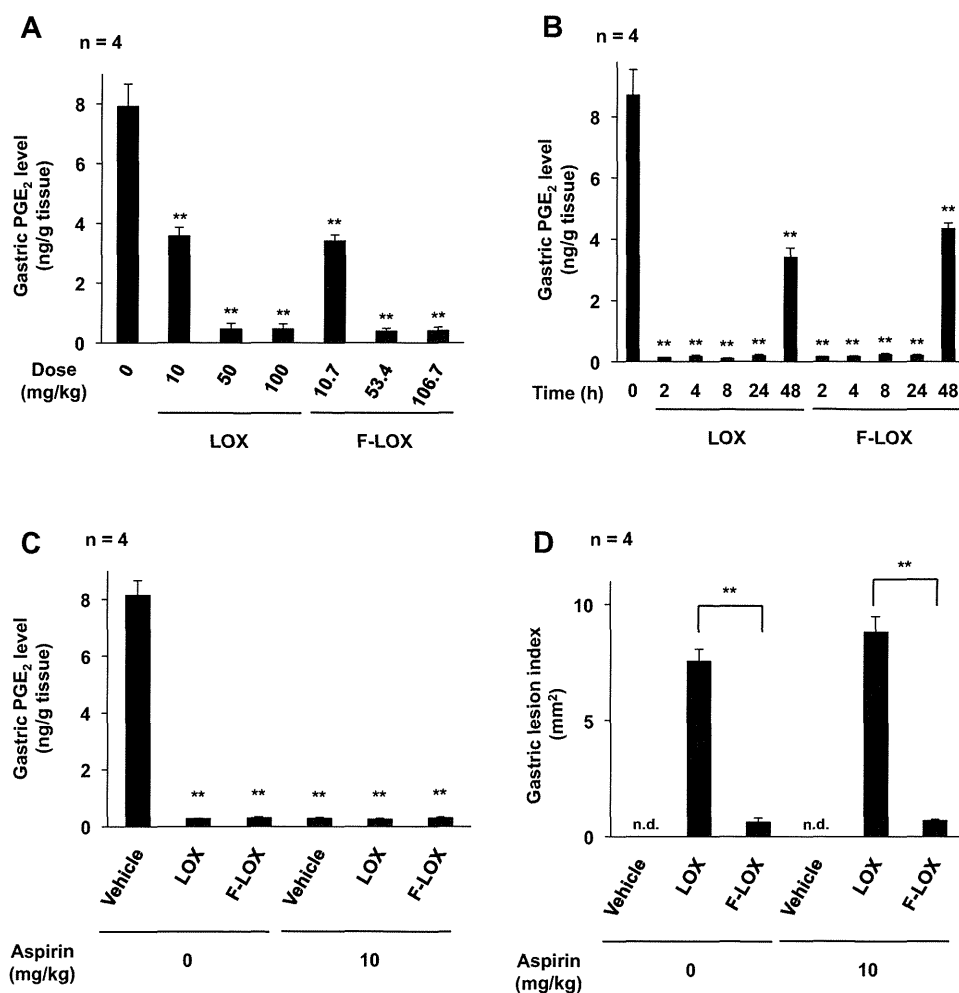 A
n = 4
Gastric PGE2 level
(ng/g tissue)
8
6
4
2
0
** ** ** ** ** **
Dose
(mg/kg)
0 10 50 100 10.7 53.4 106.7
LOX F-LOX
B
n = 4
Gastric PGE2 level
(ng/g tissue)
8
6
4
2
0
** ** ** ** ** ** ** ** ** **
Time (h) 0 2 4 8 24 48 2 4 8 24 48
LOX F-LOX
C
n = 4
Gastric PGE2 level
(ng/g tissue)
8
6
4
2
0
** ** ** ** **
Vehicle LOX F-LOX Vehicle LOX F-LOX
Aspirin
(mg/kg)
0 10
D
n = 4
Gastric lesion index
(mm2)
10
5
0
** **
n.d. n.d.
Vehicle LOX F-LOX Vehicle LOX F-LOX
Aspirin
(mg/kg)
0 10